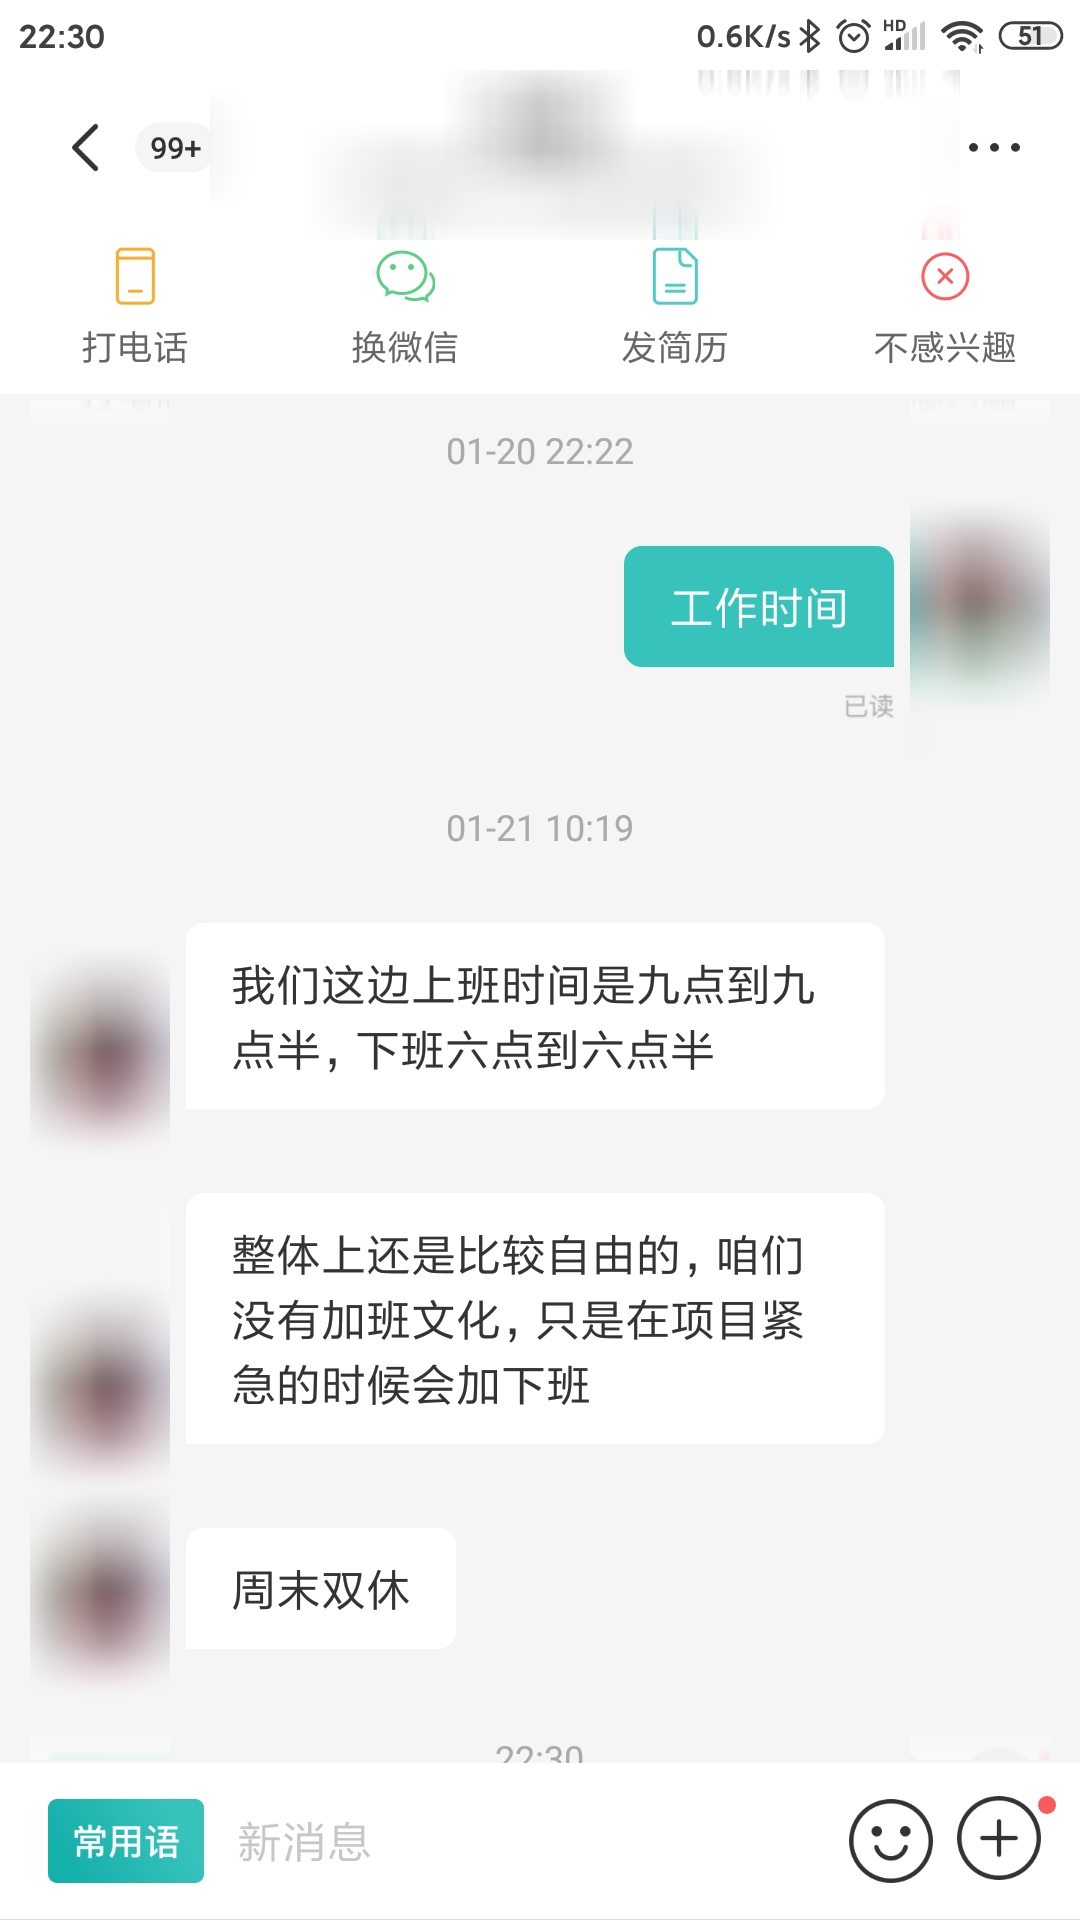 22:30 0.6K/s HD 51
99+
打电话 换微信 发简历 不感兴趣
01-20 22:22
工作时间
已读
01-21 10:19
我们这边上班时间是九点到九
点半，下班六点到六点半
整体上还是比较自由的，咱们
没有加班文化，只是在项目紧
急的时候会加下班
周末双休
22:30
常用语 新消息